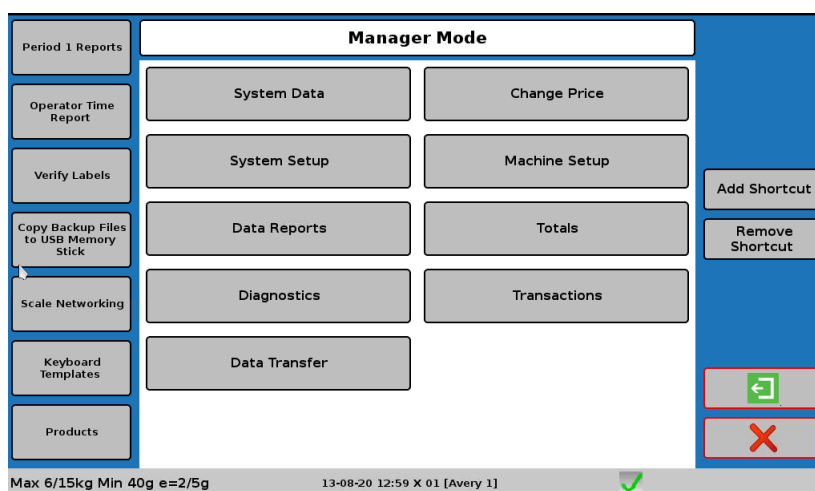 Manager Mode
Period 1 Reports
Operator Time
Report
Verify Labels
Copy Backup Files
to USB Memory
Stick
Scale Networking
Keyboard
Templates
Products
System Data
Change Price
System Setup
Machine Setup
Data Reports
Totals
Diagnostics
Transactions
Data Transfer
Add Shortcut
Remove
Shortcut
Max 6/15kg Min 40g e=2/5g
13-08-20 12:59 X 01 [Avery 1]